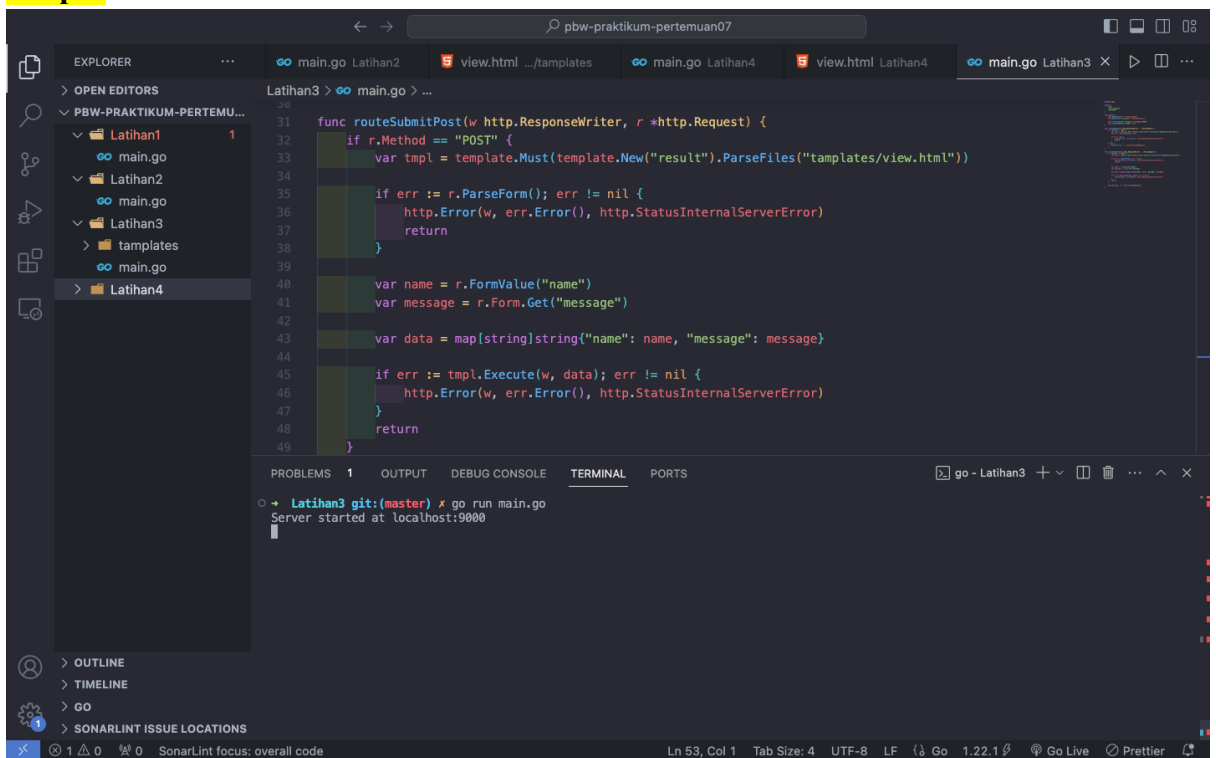 pbw-praktikum-pertemuan07
EXPLORER
main.go Latihan2
view.html .../tamplates
main.go Latihan4
view.html Latihan4
main.go Latihan3
OPEN EDITORS
PBW-PRAKTIKUM-PERTEMU...
Latihan1 1
main.go
Latihan2
main.go
Latihan3
tamplates
main.go
Latihan4
Latihan3 > main.go > ...
30
31 func routeSubmitPost(w http.ResponseWriter, r *http.Request) {
32 if r.Method == "POST" {
33 var tmpl = template.Must(template.New("result").ParseFiles("tamplates/view.html"))
34
35 if err := r.ParseForm(); err != nil {
36 http.Error(w, err.Error(), http.StatusInternalServerError)
37 return
38 }
39
40 var name = r.FormValue("name")
41 var message = r.Form.Get("message")
42
43 var data = map[string]string{"name": name, "message": message}
44
45 if err := tmpl.Execute(w, data); err != nil {
46 http.Error(w, err.Error(), http.StatusInternalServerError)
47 }
48 return
49 }
PROBLEMS 1 OUTPUT DEBUG CONSOLE TERMINAL PORTS
go - Latihan3
Latihan3 git:(master) ✗ go run main.go
Server started at localhost:9000
OUTLINE
TIMELINE
GO
SONARLINT ISSUE LOCATIONS
1
1 0 0 SonarLint focus: overall code
Ln 53, Col 1 Tab Size: 4 UTF-8 LF Go 1.22.1 Go Live Prettier